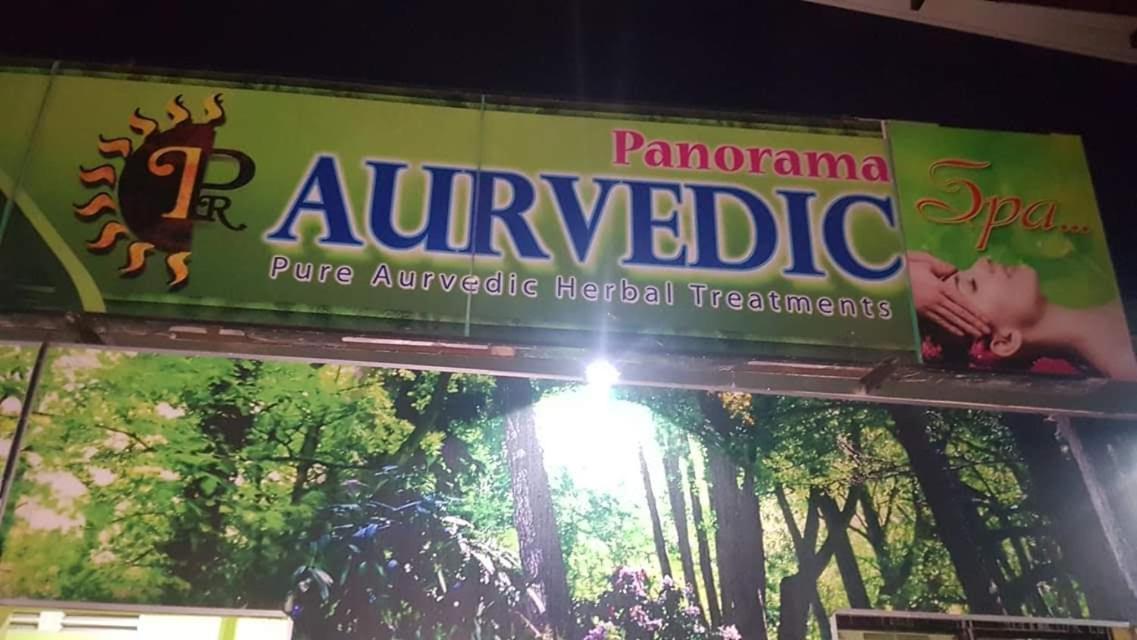 PR
Panorama
AURVEDIC
Pure Aurvedic Herbal Treatments
Spa...